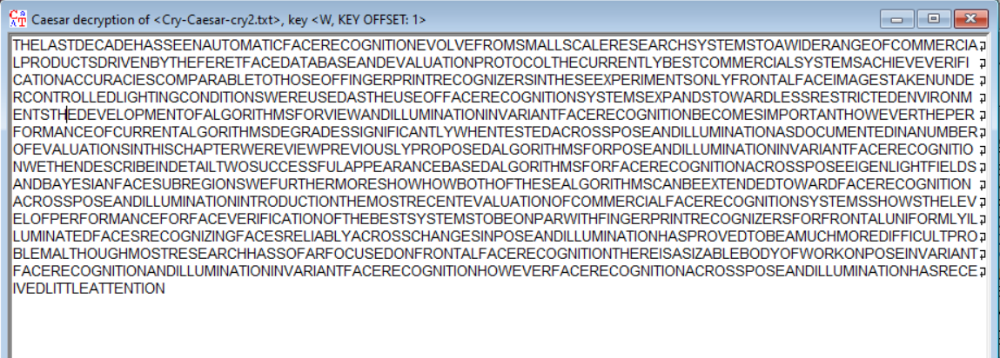 Caesar decryption of <Cry-Caesar-cry2.txt>, key <W, KEY OFFSET: 1>
THELASTDECADEHASSEENAUTOMATICFACERECOGNITIONEVOLVEFROMSMALLSCALERESEARCHSYSTEMSTOAWIDERANGEOFCOMMERCIA
LPRODUCTSDRIVENBYTHEFERETFACEDATABASEANDEVALUATIONPROTOCOLTHECURRENTLYBESTCOMMERCIALSYSTEMSACHIEVEVERIFI
CATIONACCURACIESCOMPARABLETOTHOSEOFFINGERPRINTRECOGNIZERSINTHESEEXPERIMENTSONLYFRONTALFACEIMAGESTAKENUNDE
RCONTROLLEDLIGHTINGCONDITIONSWEREUSEDASTHEUSEOFFACERECOGNITIONSYSTEMSEXPANDSTOWARDLESSRESTRICTEDENVIRONM
ENTSTHEDEVELOPMENTOFALGORITHMSFORVIEWANDILLUMINATIONINVARIANTFACERECOGNITIONBECOMESIMPORTANTHOWEVERTHEPER
FORMANCEOFCURRENTALGORITHMSDEGRADESSIGNIFICANTLYWHENTESTEDACROSSPOSEANDILLUMINATIONASDOCUMENTEDINANUMBER
OFEVALUATIONSINTHISCHAPTERWEREVIEWPREVIOUSLYPROPOSEDALGORITHMSFORPOSEANDILLUMINATIONINVARIANTFACERECOGNITIO
NWETHENDESCRIBEINDETAILTWOSUCCESSFULAPPEARANCEBASEDALGORITHMSFORFACERECOGNITIONACROSSPOSEEIGENLIGHTFIELDS
ANDBAYESIANFACESUBREGIONSWEFURTHERMORESHOWHOWBOTHOFTHESEALGORITHMSCANBEEXTENDEDTOWARDFACERECOGNITION
ACROSSPOSEANDILLUMINATIONINTRODUCTIONTHEMOSTRECENTEVALUATIONOFCOMMERCIALFACERECOGNITIONSYSTEMSSHOWSTHELEV
ELOFPERFORMANCEFORFACEVERIFICATIONOFTHEBESTSYSTEMSTOBEONPARWITHFINGERPRINTRECOGNIZERSFORFRONTALUNIFORMLYIL
LUMINATEDFACESRECOGNIZINGFACESRELIABLYACROSSCHANGESINPOSEANDILLUMINATIONHASPROVEDTOBEAMUCHMOREDIFFICULTPRO
BLEMALTHOUGHMOSTRESEARCHHASSOFARFOCUSEDONFRONTALFACERECOGNITIONTHEREISASIZABLEBODYOFWORKONPOSEINVARIANT
FACERECOGNITIONANDILLUMINATIONINVARIANTFACERECOGNITIONHOWEVERFACERECOGNITIONACROSSPOSEANDILLUMINATIONHASRECE
IVEDLITTLEATTENTION